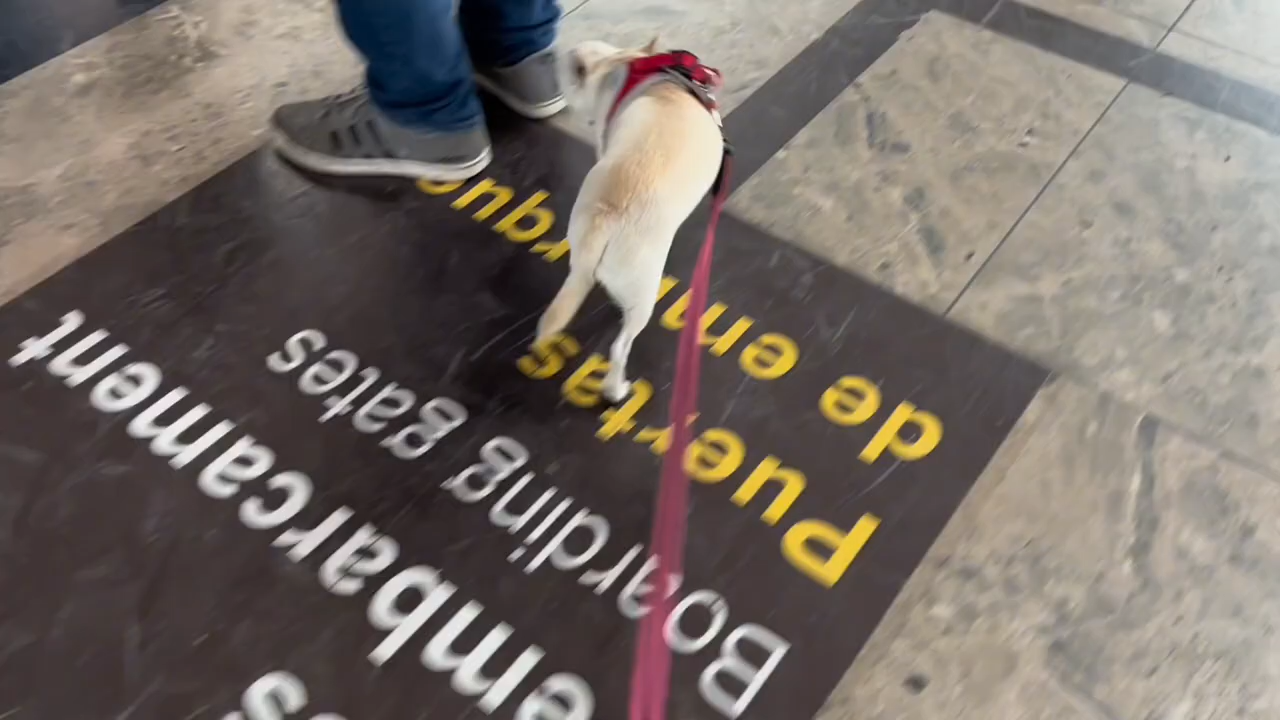 embarcament
Boarding gates
Puertas
de embarque